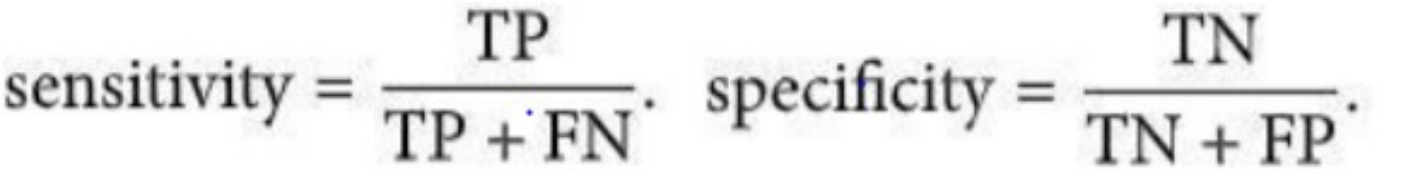 sensitivity = TP / TP + FN . specificity = TN / TN + FP .